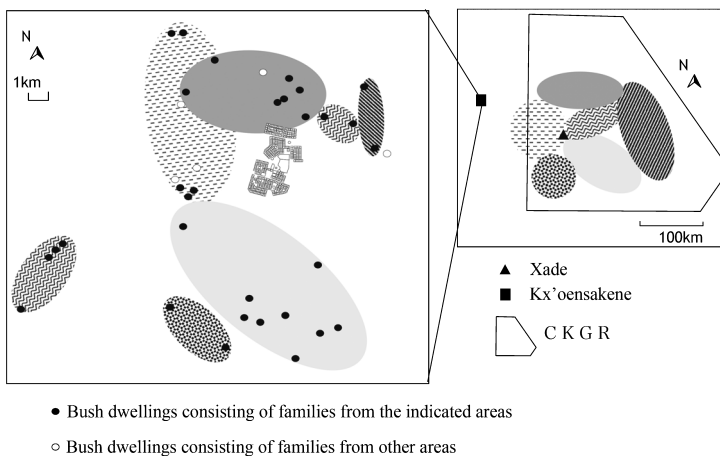 N
1km
N
100km
Xade
Kx’oensakene
C K G R
Bush dwellings consisting of families from the indicated areas
Bush dwellings consisting of families from other areas